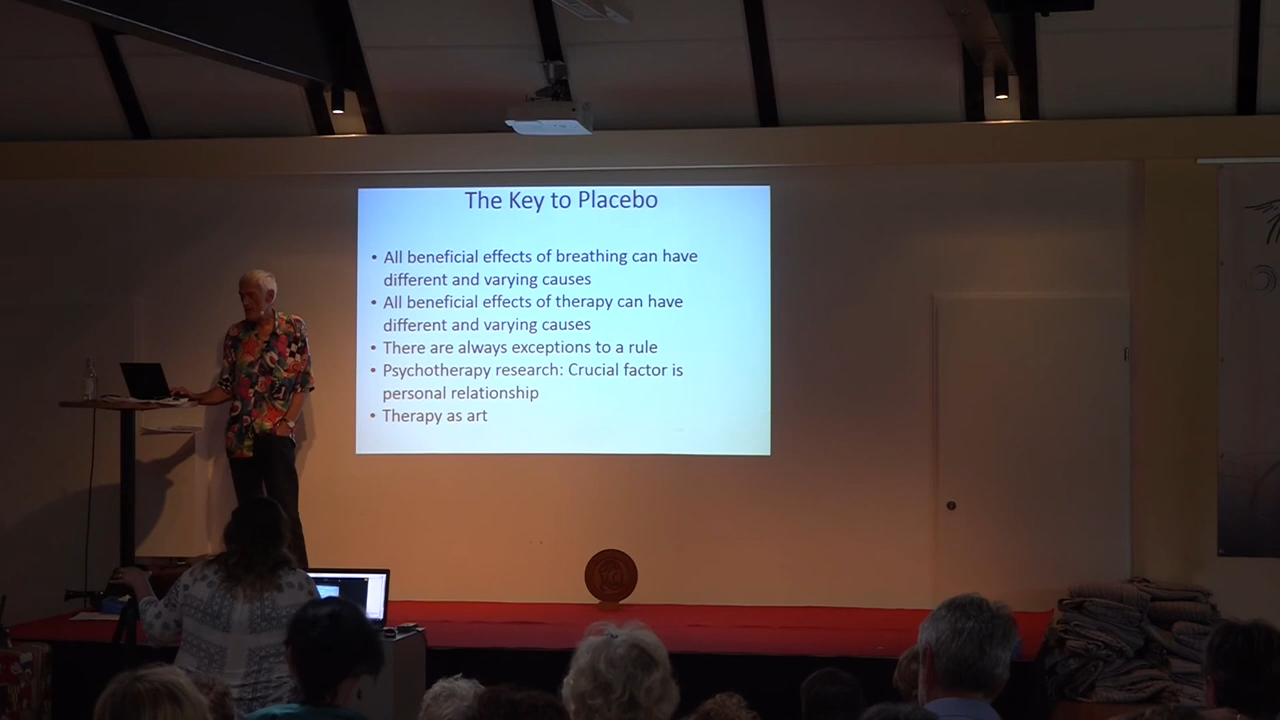 The Key to Placebo
• All beneficial effects of breathing can have
different and varying causes
• All beneficial effects of therapy can have
different and varying causes
• There are always exceptions to a rule
• Psychotherapy research: Crucial factor is
personal relationship
• Therapy as art